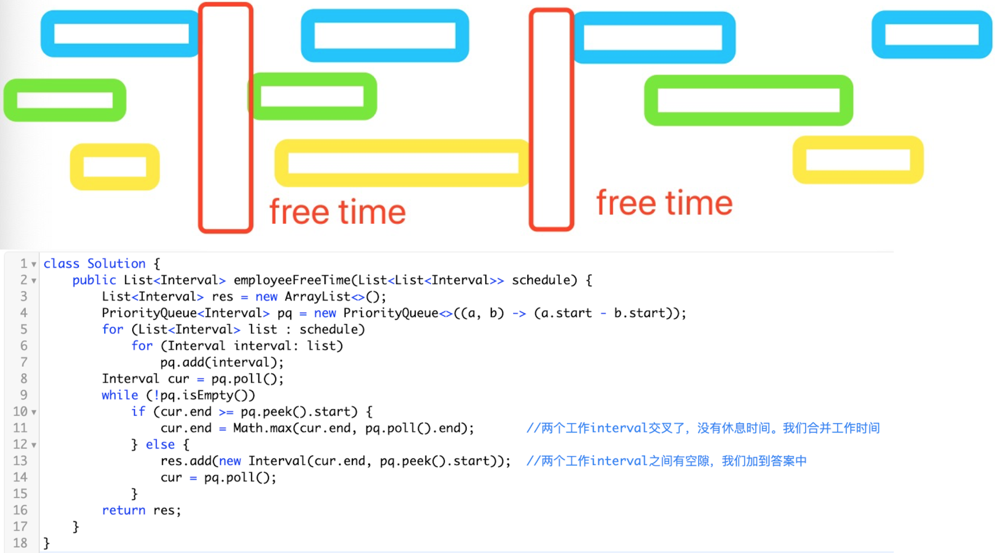 free time
free time
1 class Solution {
2 public List<Interval> employeeFreeTime(List<List<Interval>> schedule) {
3 List<Interval> res = new ArrayList<>();
4 PriorityQueue<Interval> pq = new PriorityQueue<>((a, b) -> (a.start - b.start));
5 for (List<Interval> list : schedule)
6 for (Interval interval: list)
7 pq.add(interval);
8 Interval cur = pq.poll();
9 while (!pq.isEmpty())
10 if (cur.end >= pq.peek().start) {
11 cur.end = Math.max(cur.end, pq.poll().end); //两个工作interval交叉了，没有休息时间。我们合并工作时间
12 } else {
13 res.add(new Interval(cur.end, pq.peek().start)); //两个工作interval之间有空隙，我们加到答案中
14 cur = pq.poll();
15 }
16 return res;
17 }
18 }